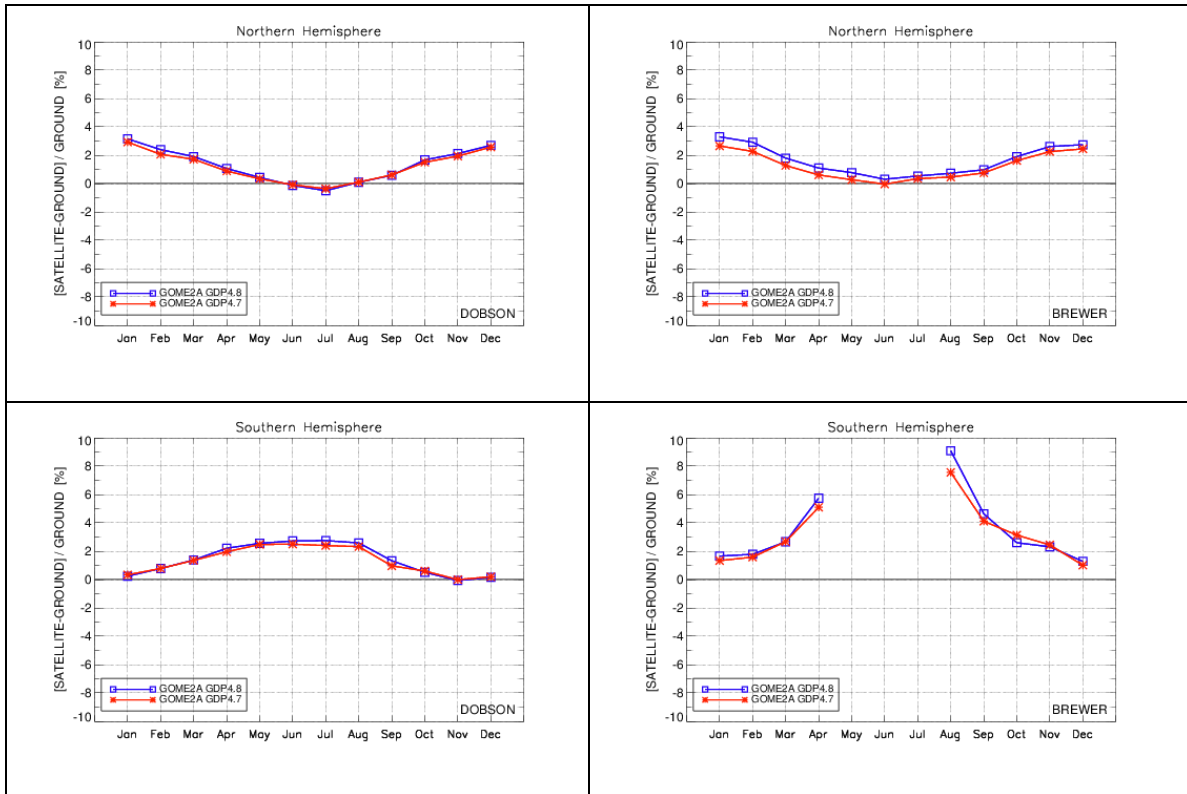 Northern Hemisphere
[SATELLITE-GROUND]/ GROUND [%]
10
8
6
4
2
0
-2
-4
-6
-8
-10
GOME2A GDP4.8
GOME2A GDP4.7
DOBSON
Jan Feb Mar Apr May Jun Jul Aug Sep Oct Nov Dec
Northern Hemisphere
[SATELLITE-GROUND]/ GROUND [%]
10
8
6
4
2
0
-2
-4
-6
-8
-10
GOME2A GDP4.8
GOME2A GDP4.7
BREWER
Jan Feb Mar Apr May Jun Jul Aug Sep Oct Nov Dec
Southern Hemisphere
[SATELLITE-GROUND]/ GROUND [%]
10
8
6
4
2
0
-2
-4
-6
-8
-10
GOME2A GDP4.8
GOME2A GDP4.7
DOBSON
Jan Feb Mar Apr May Jun Jul Aug Sep Oct Nov Dec
Southern Hemisphere
[SATELLITE-GROUND]/ GROUND [%]
10
8
6
4
2
0
-2
-4
-6
-8
-10
GOME2A GDP4.8
GOME2A GDP4.7
BREWER
Jan Feb Mar Apr May Jun Jul Aug Sep Oct Nov Dec